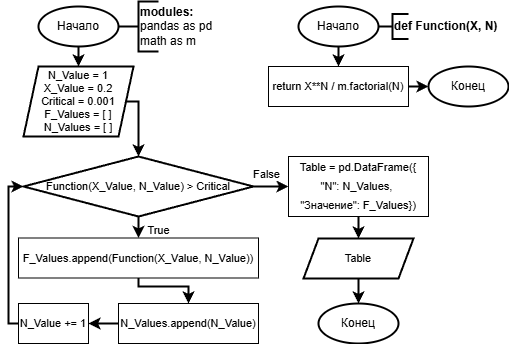 Начало
modules:
pandas as pd
math as m
N_Value = 1
X_Value = 0.2
Critical = 0.001
F_Values = [ ]
N_Values = [ ]
Function(X_Value, N_Value) > Critical
False
True
F_Values.append(Function(X_Value, N_Value))
N_Values.append(N_Value)
N_Value += 1
Table = pd.DataFrame({
"N": N_Values,
"Значение": F_Values})
Table
Конец
Начало
def Function(X, N)
return X**N / m.factorial(N)
Конец